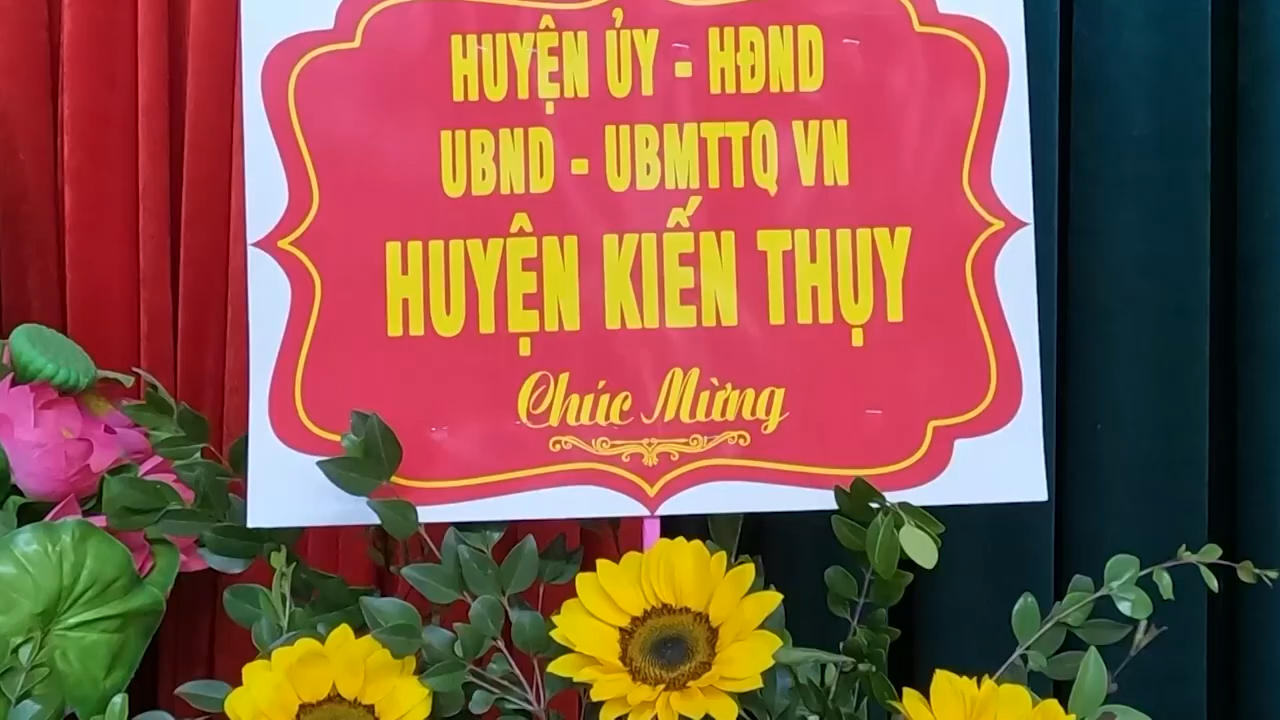 HUYỆN ỦY - HĐND
UBND - UBMTTQ VN
HUYỆN KIẾN THỤY
Chúc Mừng